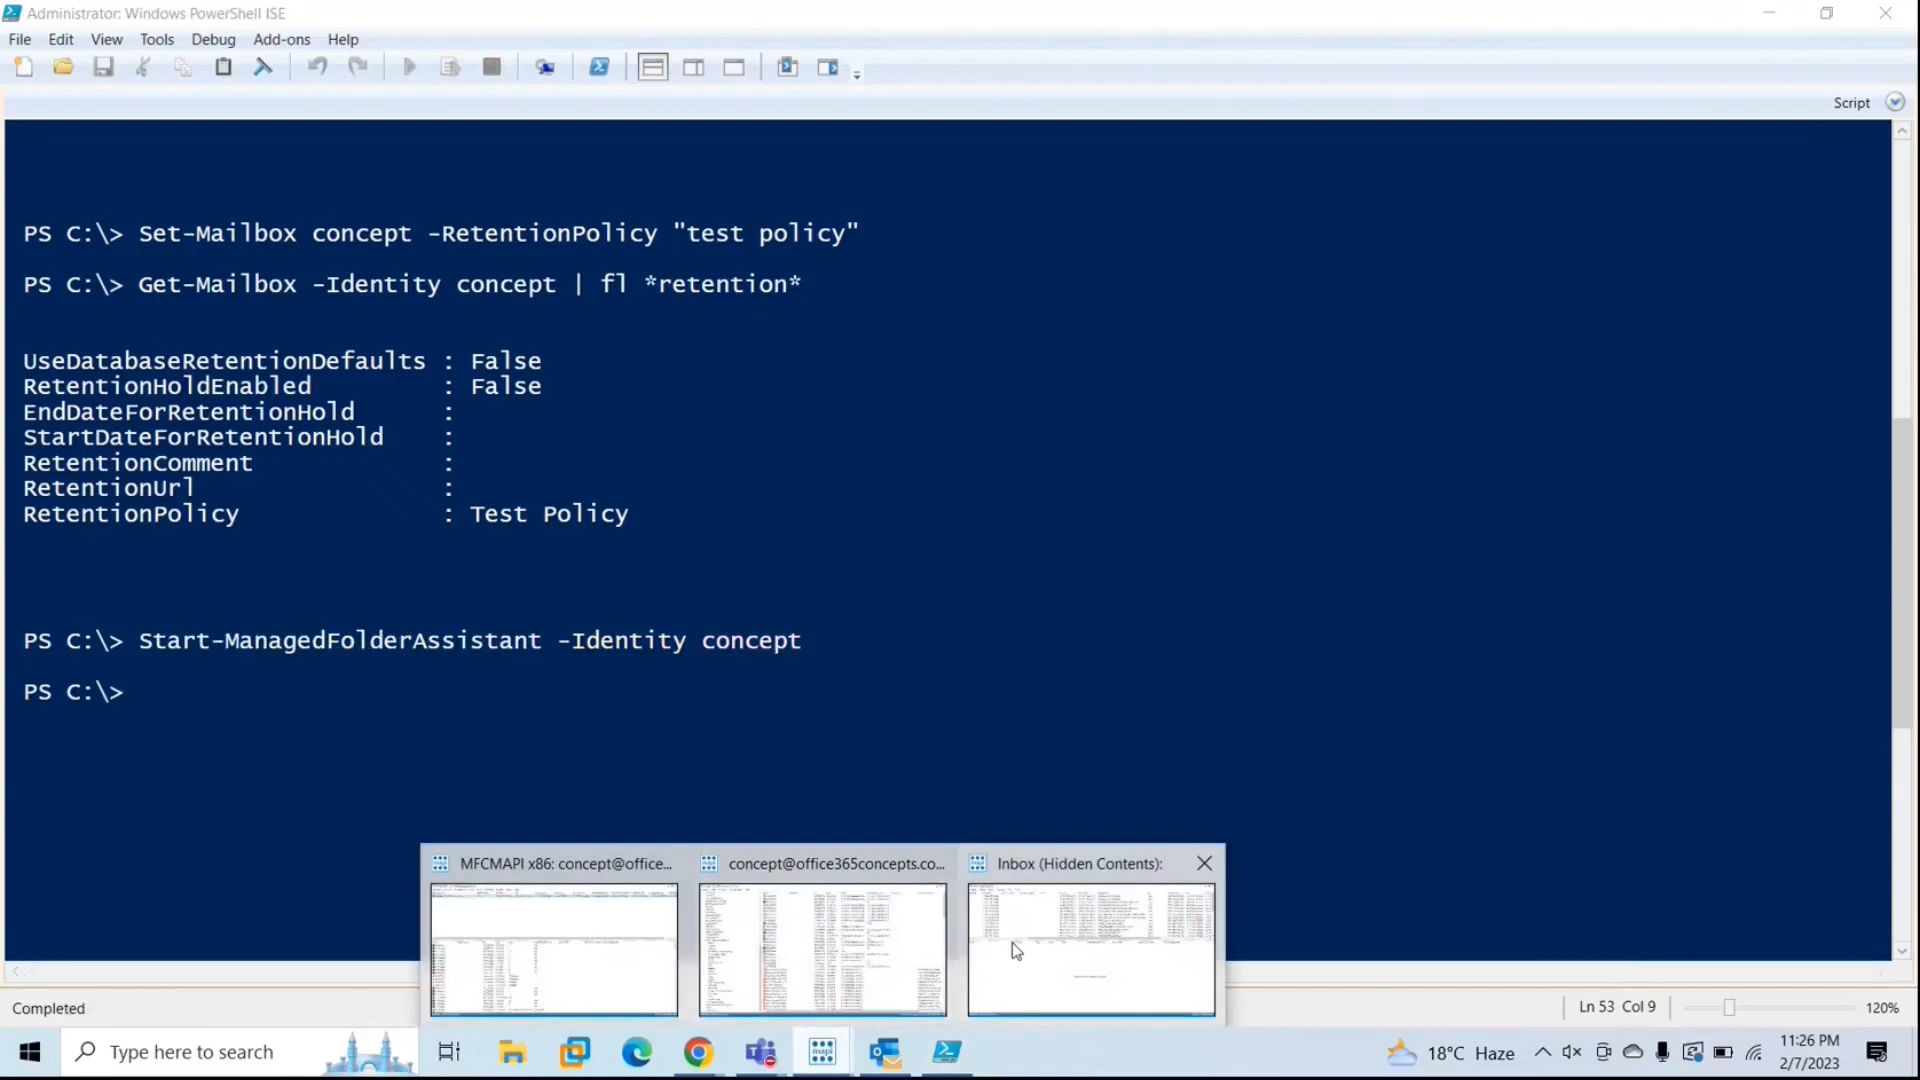 Administrator: Windows PowerShell ISE
File Edit View Tools Debug Add-ons Help
Script
PS C:\> Set-Mailbox concept -RetentionPolicy "test policy"
PS C:\> Get-Mailbox -Identity concept | fl *retention*
UseDatabaseRetentionDefaults : False
RetentionHoldEnabled : False
EndDateForRetentionHold :
StartDateForRetentionHold :
RetentionComment :
RetentionUrl :
RetentionPolicy : Test Policy
PS C:\> Start-ManagedFolderAssistant -Identity concept
PS C:\>
MFCMAPI x86: concept@office... concept@office365concepts.co... Inbox (Hidden Contents):
Completed
Ln 53 Col 9 120%
Type here to search
18°C Haze
11:26 PM
2/7/2023